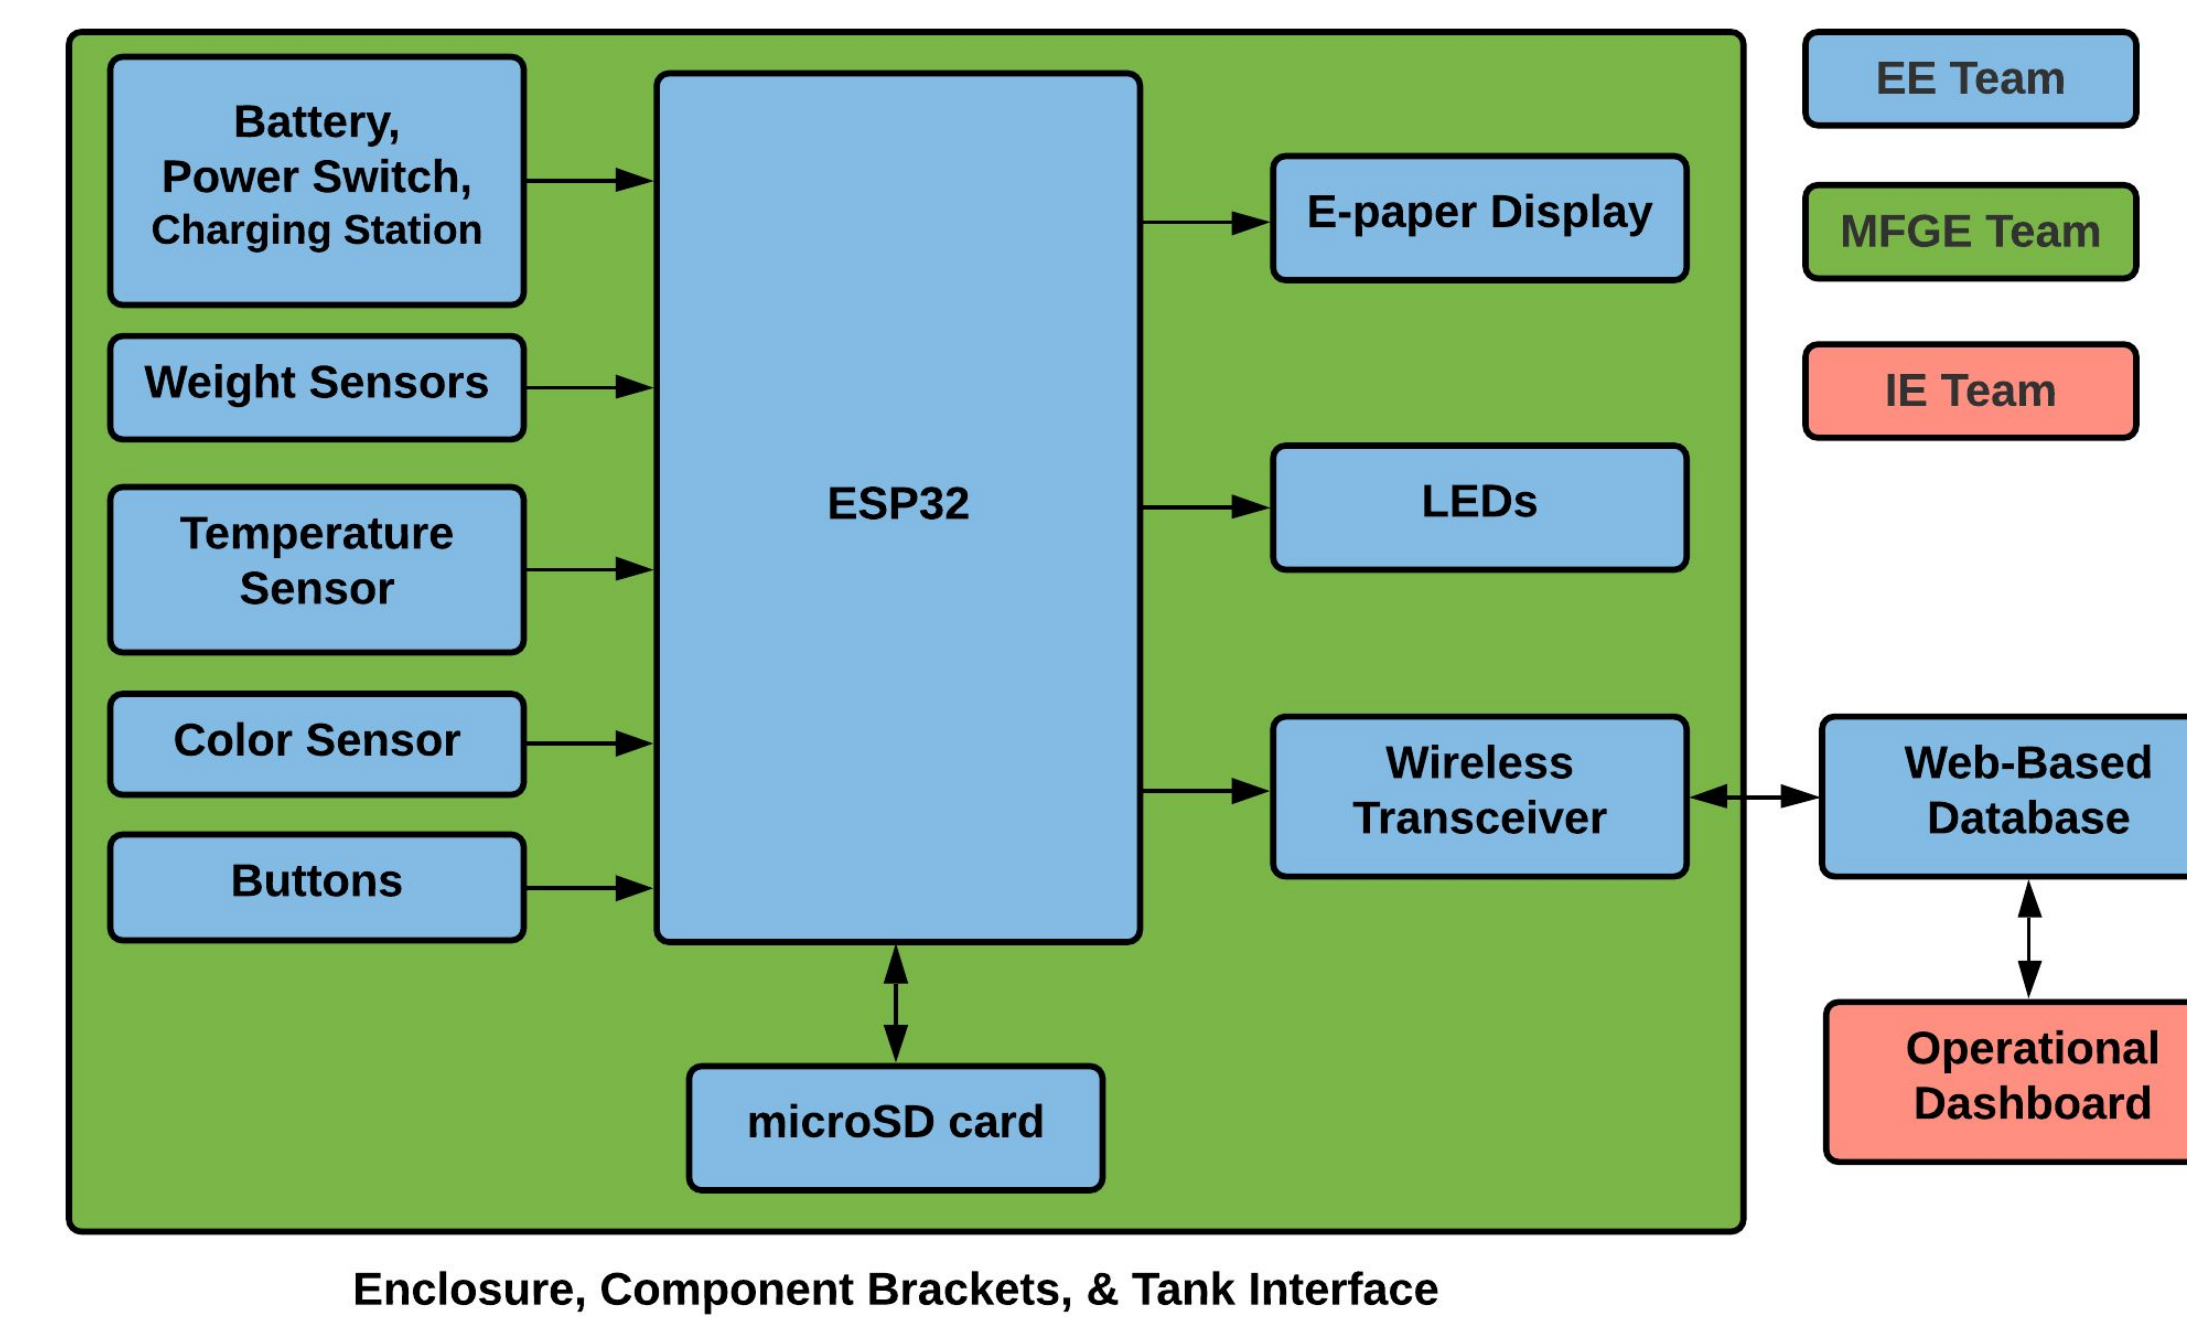 Battery,
Power Switch,
Charging Station
Weight Sensors
Temperature
Sensor
Color Sensor
Buttons
ESP32
microSD card
E-paper Display
LEDs
Wireless
Transceiver
EE Team
MFGE Team
IE Team
Web-Based
Database
Operational
Dashboard
Enclosure, Component Brackets, & Tank Interface